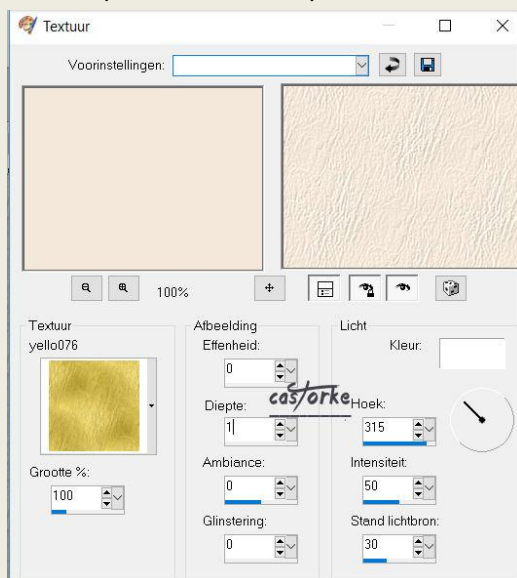 Textuur
Voorinstellingen:
100%
Textuur
yello076
Grootte %:
100
Afbeelding
Effenheid:
0
Diepte:
1
Ambiance:
0
Glinstering:
0
castorke
Licht
Kleur:
Hoek:
315
Intensiteit:
50
Stand lichtbron:
30